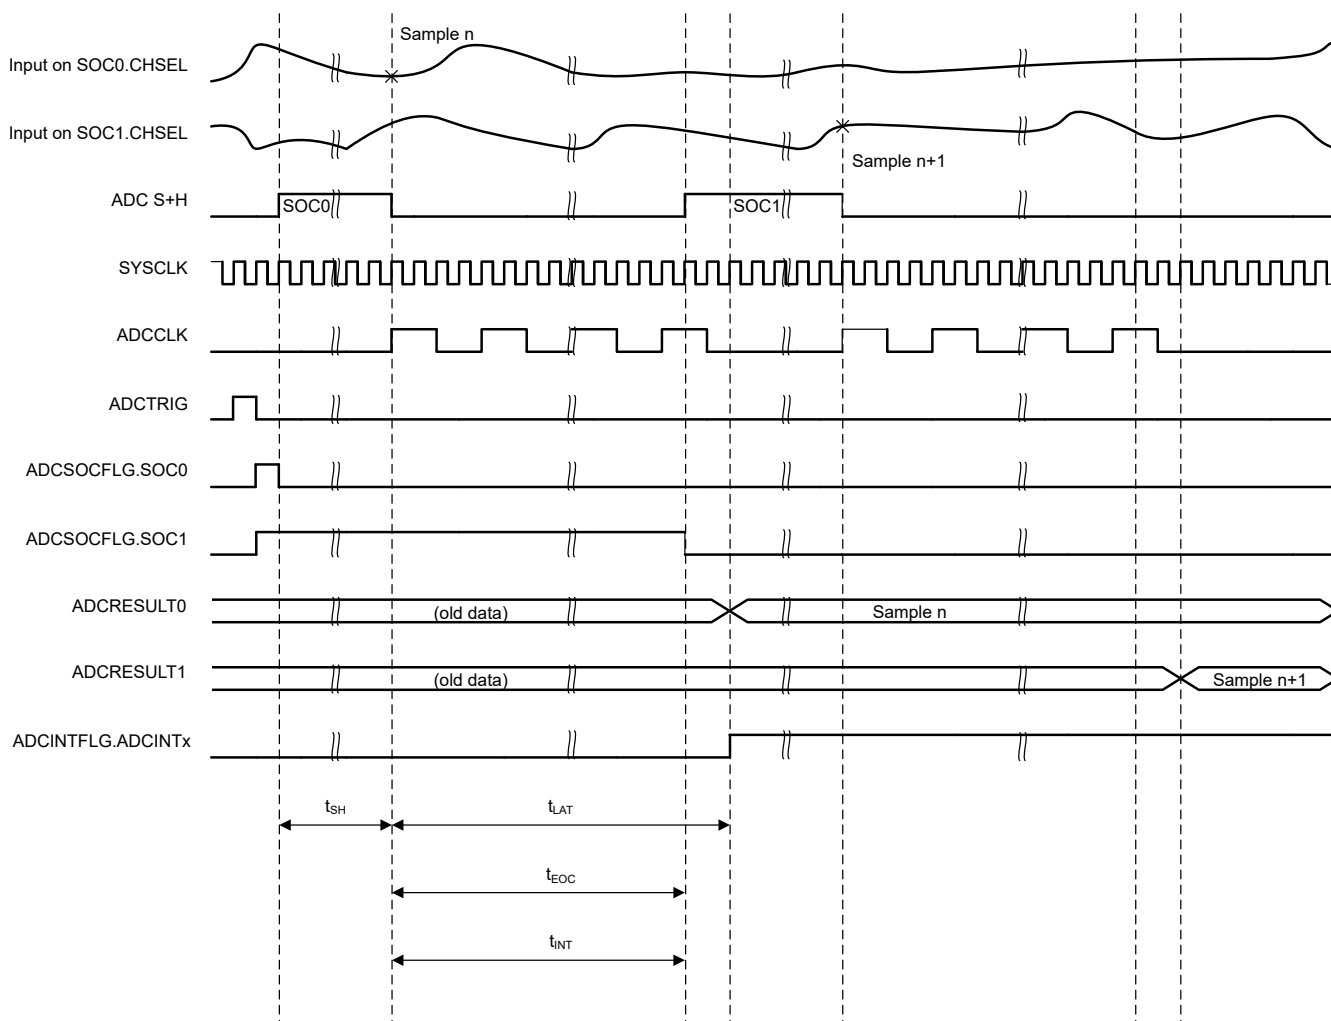 Sample n
Input on SOC0.CHSEL
Input on SOC1.CHSEL
Sample n+1
ADC S+H
SOC0
SOC1
SYSCLK
ADCCLK
ADCTRIG
ADCSOCFLG.SOC0
ADCSOCFLG.SOC1
ADCRESULT0
(old data)
Sample n
ADCRESULT1
(old data)
Sample n+1
ADCINTFLG.ADCINTx
tSH
tLAT
tEOC
tINT